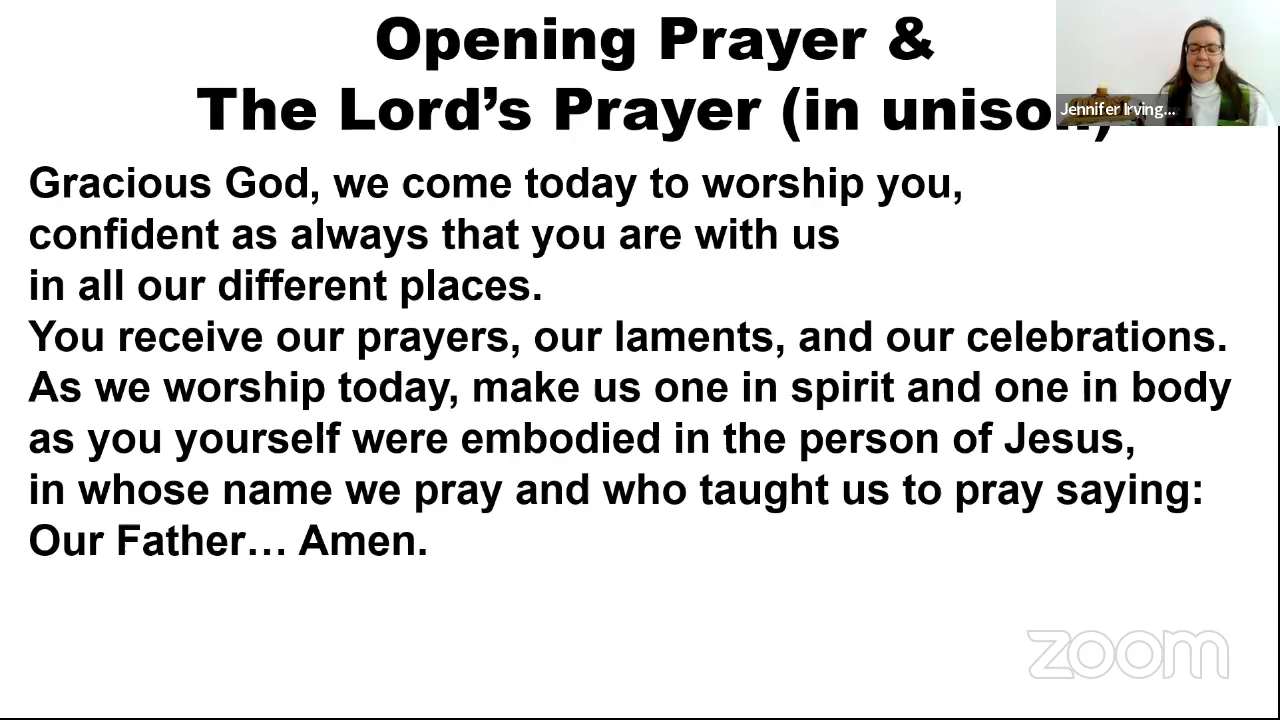 Opening Prayer &
The Lord’s Prayer (in unison)
Jennifer Irving...
Gracious God, we come today to worship you,
confident as always that you are with us
in all our different places.
You receive our prayers, our laments, and our celebrations.
As we worship today, make us one in spirit and one in body
as you yourself were embodied in the person of Jesus,
in whose name we pray and who taught us to pray saying:
Our Father… Amen.
zoom